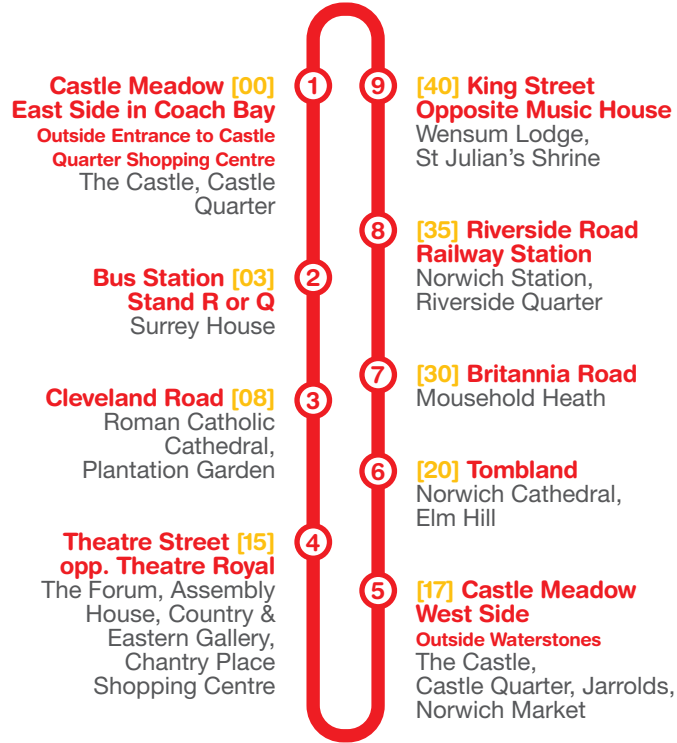 1
Castle Meadow [00]
East Side in Coach Bay
Outside Entrance to Castle
Quarter Shopping Centre
The Castle, Castle
Quarter
2
Bus Station [03]
Stand R or Q
Surrey House
3
Cleveland Road [08]
Roman Catholic
Cathedral,
Plantation Garden
4
Theatre Street [15]
opp. Theatre Royal
The Forum, Assembly
House, Country &
Eastern Gallery,
Chantry Place
Shopping Centre
9
[40] King Street
Opposite Music House
Wensum Lodge,
St Julian’s Shrine
8
[35] Riverside Road
Railway Station
Norwich Station,
Riverside Quarter
7
[30] Britannia Road
Mousehold Heath
6
[20] Tombland
Norwich Cathedral,
Elm Hill
5
[17] Castle Meadow
West Side
Outside Waterstones
The Castle,
Castle Quarter, Jarrolds,
Norwich Market